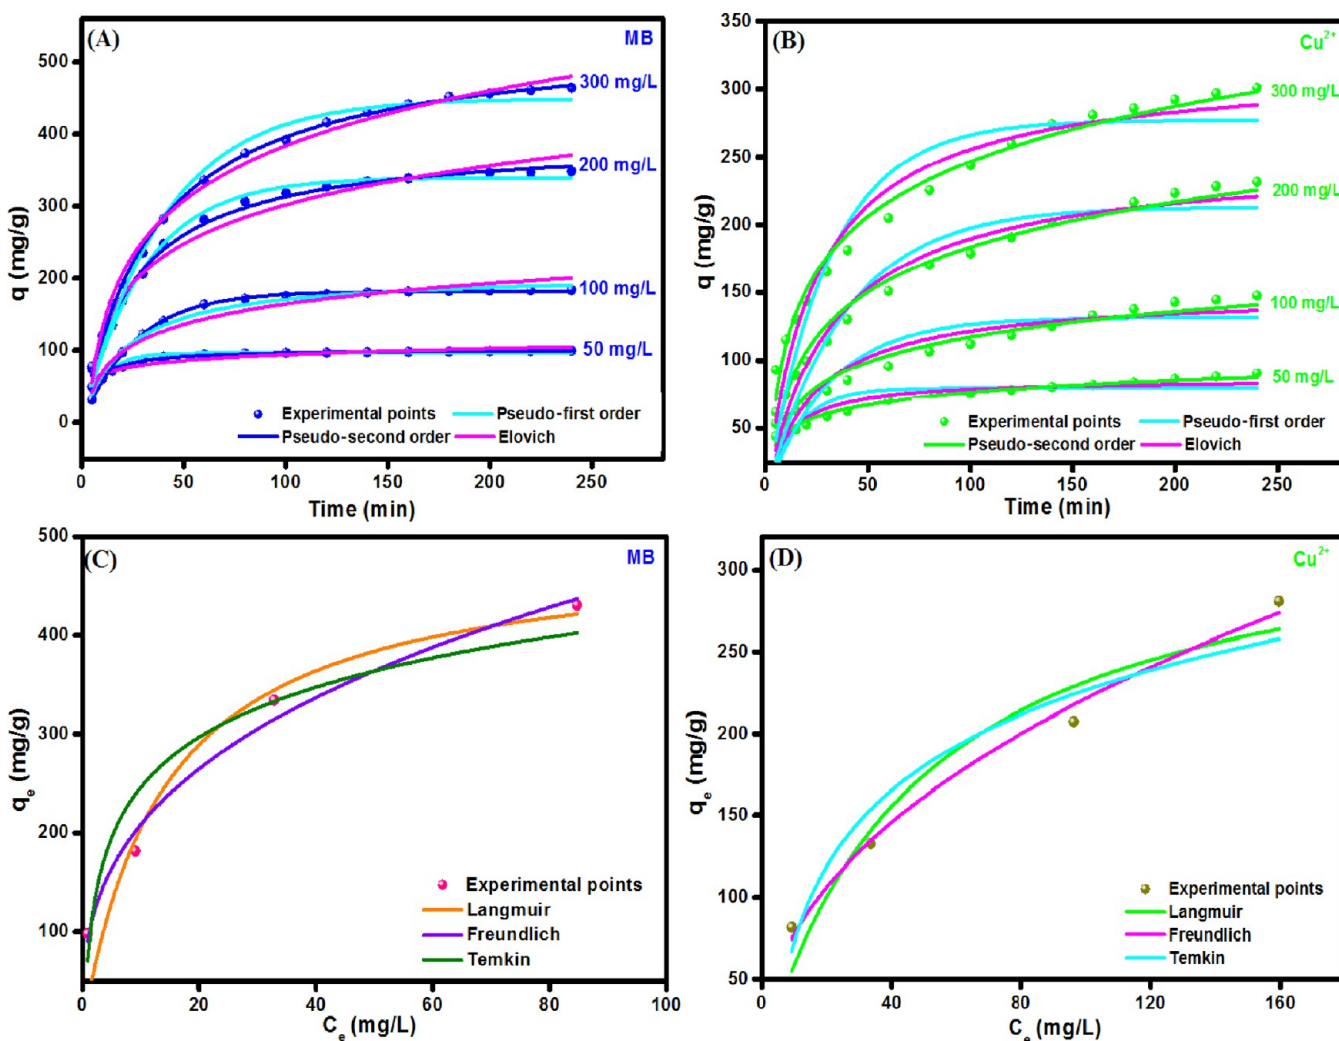 (A)
MB
500
400
300
200
100
0
q (mg/g)
300 mg/L
200 mg/L
100 mg/L
50 mg/L
Experimental points
Pseudo-first order
Pseudo-second order
Elovich
0 50 100 150 200 250
Time (min)
(B)
Cu²⁺
350
300
250
200
150
100
50
q (mg/g)
300 mg/L
200 mg/L
100 mg/L
50 mg/L
Experimental points
Pseudo-first order
Pseudo-second order
Elovich
0 50 100 150 200 250
Time (min)
(C)
MB
500
400
300
200
100
qₑ (mg/g)
Experimental points
Langmuir
Freundlich
Temkin
0 20 40 60 80 100
Cₑ (mg/L)
(D)
Cu²⁺
300
250
200
150
100
50
qₑ (mg/g)
Experimental points
Langmuir
Freundlich
Temkin
0 40 80 120 160
Cₑ (mg/L)